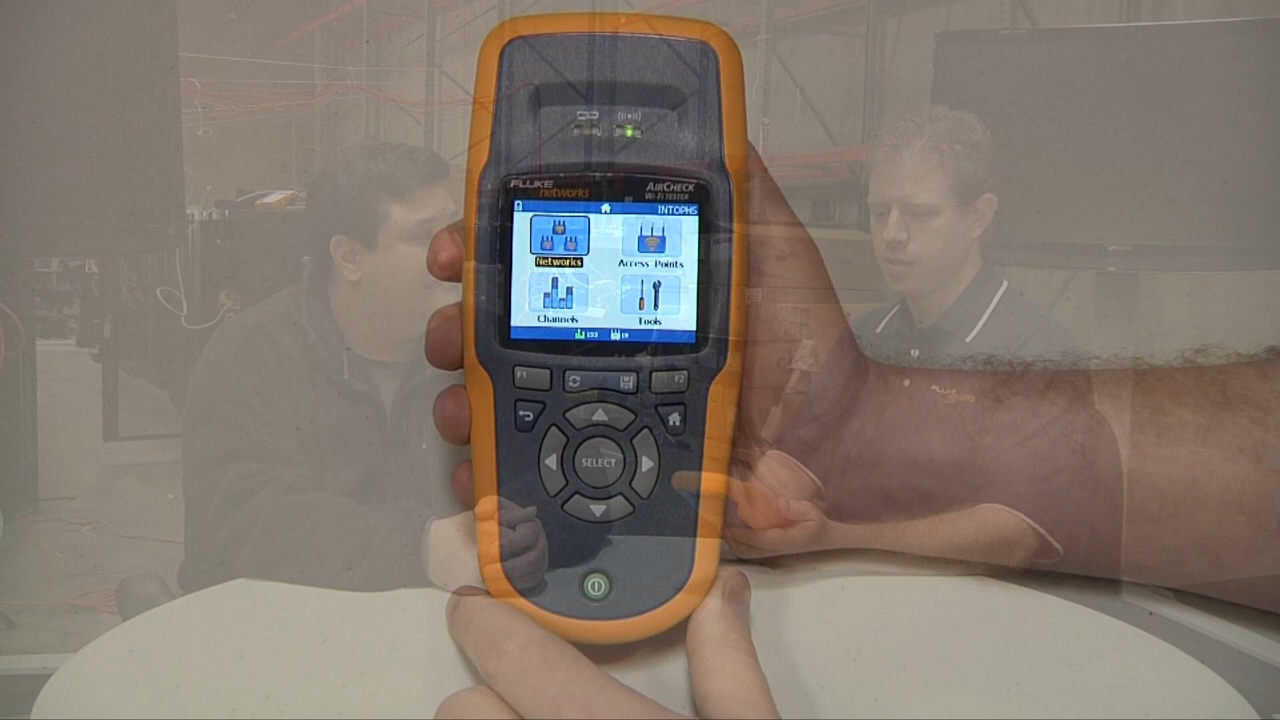 FLUKE
networks
AIRCHECK
WI-FI TESTER
INTOPHS
Networks
Access Points
Channels
Tools
153
19
F1
F2
SELECT